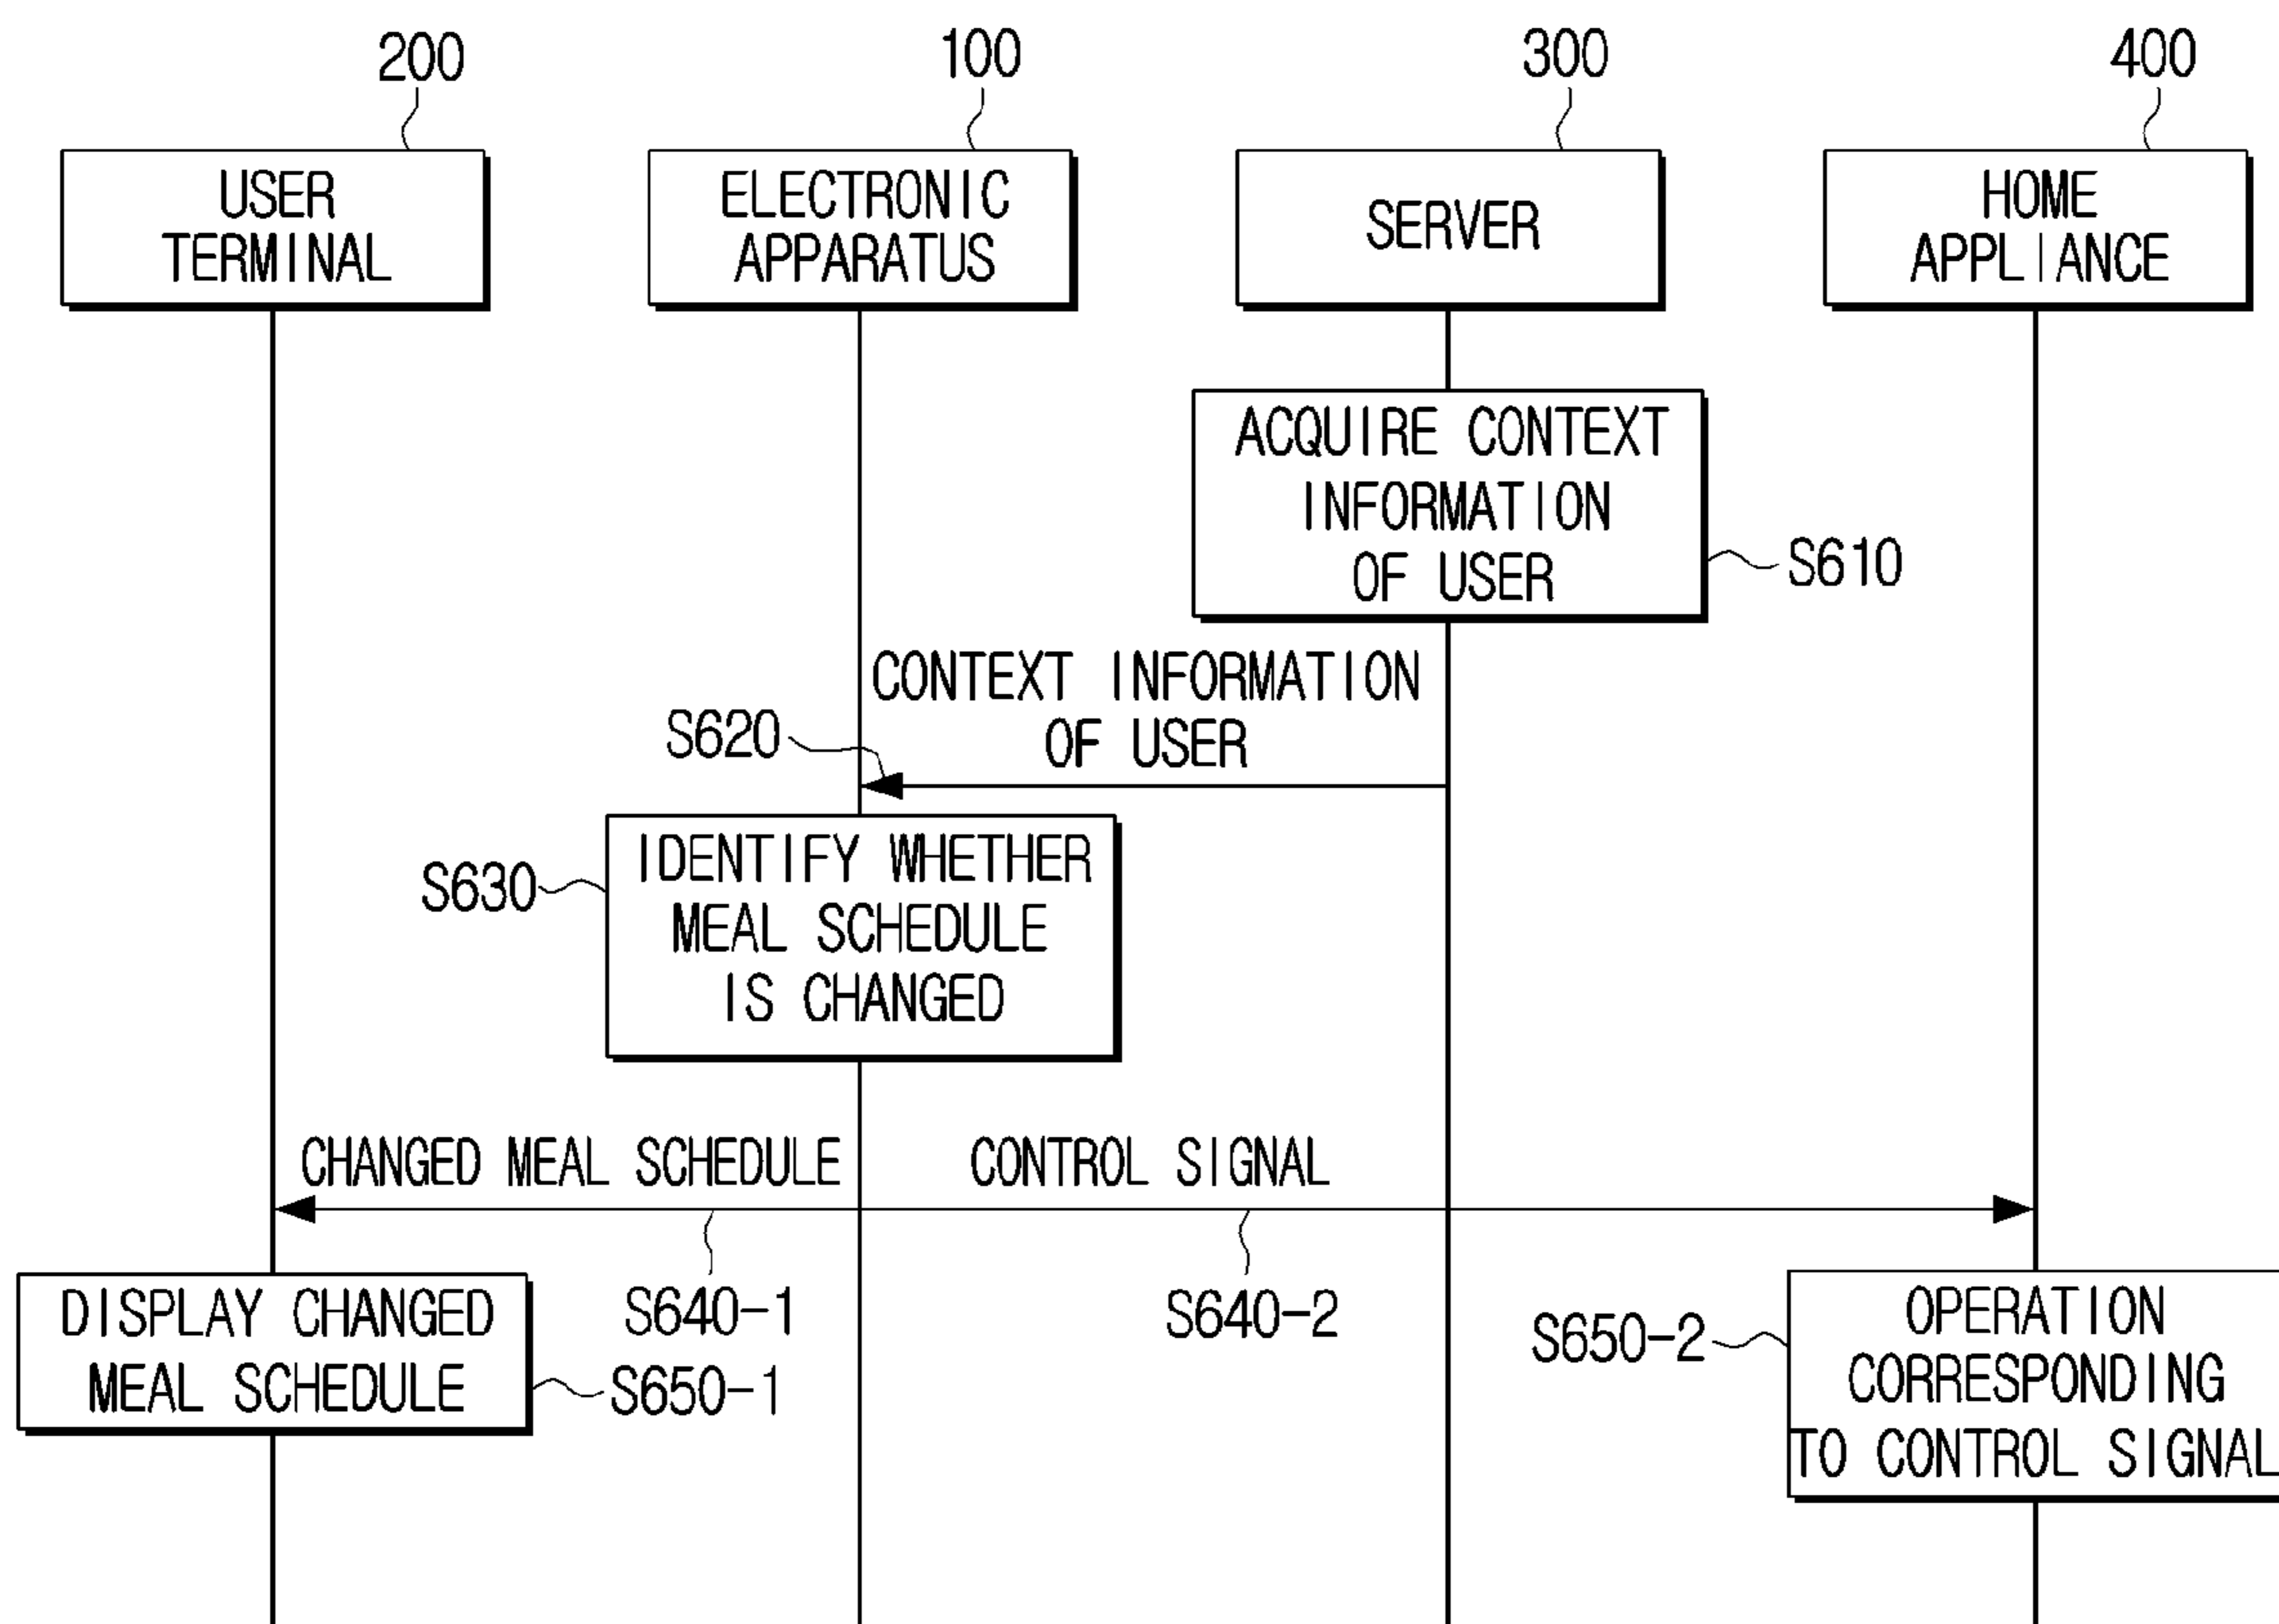 200
100
300
400
USER
TERMINAL
ELECTRONIC
APPARATUS
SERVER
HOME
APPLIANCE
ACQUIRE CONTEXT
INFORMATION
OF USER
S610
CONTEXT INFORMATION
OF USER
S620
IDENTIFY WHETHER
MEAL SCHEDULE
IS CHANGED
S630
CHANGED MEAL SCHEDULE
CONTROL SIGNAL
S640-1
S640-2
DISPLAY CHANGED
MEAL SCHEDULE
S650-1
S650-2
OPERATION
CORRESPONDING
TO CONTROL SIGNAL